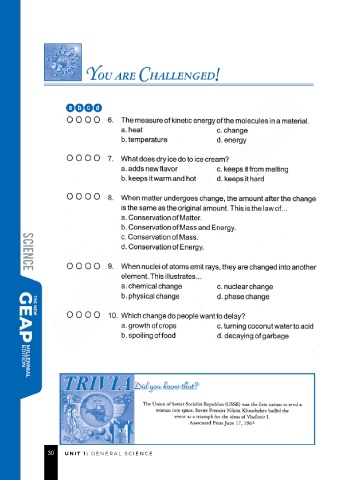 YOU ARE CHALLENGED!
a b c d
6. The measure of kinetic energy of the molecules in a material.
a. heat c. change
b. temperature d. energy
7. What does dry ice do to ice cream?
a. adds new flavor c. keeps it from melting
b. keeps it warm and hot d. keeps it hard
8. When matter undergoes change, the amount after the change
is the same as the original amount. This is the law of...
a. Conservation of Matter.
b. Conservation of Mass and Energy.
c. Conservation of Mass.
d. Conservation of Energy.
9. When nuclei of atoms emit rays, they are changed into another
element. This illustrates...
a. chemical change c. nuclear change
b. physical change d. phase change
10. Which change do people want to delay?
a. growth of crops c. turning coconut water to acid
b. spoiling of food d. decaying of garbage
SCIENCE
THE NEW
GEAP
MILLENNIAL
EDITION
TRIVIA Did you know that?
The Union of Soviet Socialist Republics (USSR) was the first nation to send a
woman into space. Soviet Premier Nikita Khrushchev hailed the
event as a triumph for the ideas of Vladimir I.
Associated Press June 17, 1963
30 UNIT I: GENERAL SCIENCE